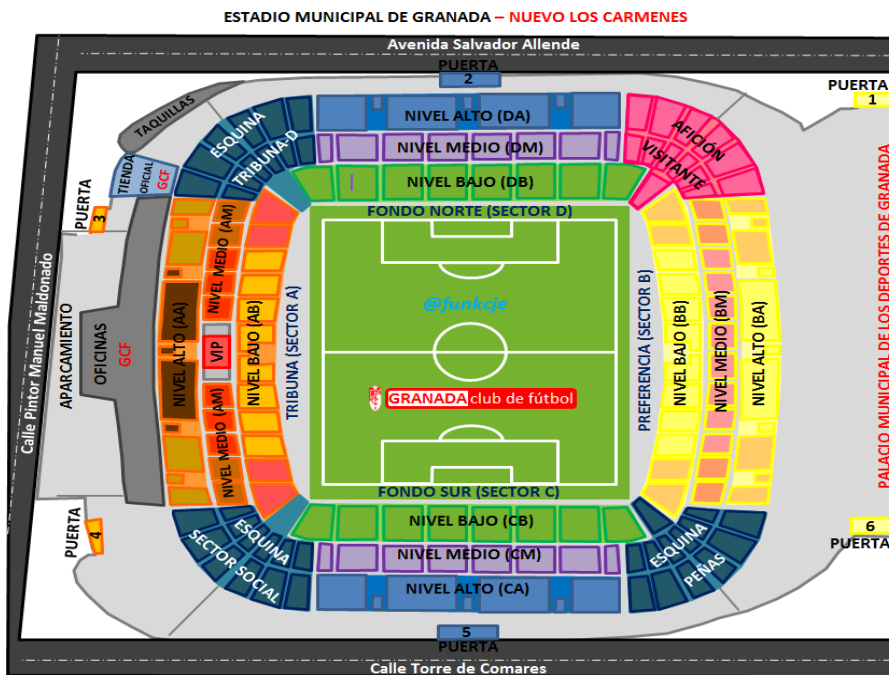 ESTADIO MUNICIPAL DE GRANADA – NUEVO LOS CARMENES
Avenida Salvador Allende
PUERTA
2
PUERTA
1
TAQUILLAS
ESQUINA
TRIBUNA-D
NIVEL ALTO (DA)
NIVEL MEDIO (DM)
NIVEL BAJO (DB)
AFICIÓN
VISITANTE
TIENDA
OFICIAL
GCF
PUERTA
3
FONDO NORTE (SECTOR D)
Calle Pintor Manuel Maldonado
APARCAMIENTO
OFICINAS
GCF
NIVEL ALTO (AA)
NIVEL MEDIO (AM)
VIP
NIVEL MEDIO (AM)
NIVEL BAJO (AB)
TRIBUNA (SECTOR A)
@funkcje
GRANADA club de fútbol
PREFERENCIA (SECTOR B)
NIVEL BAJO (BB)
NIVEL MEDIO (BM)
NIVEL ALTO (BA)
PALACIO MUNICIPAL DE LOS DEPORTES DE GRANADA
FONDO SUR (SECTOR C)
PUERTA
4
ESQUINA
SECTOR SOCIAL
NIVEL BAJO (CB)
NIVEL MEDIO (CM)
NIVEL ALTO (CA)
ESQUINA
PEÑAS
6
PUERTA
5
PUERTA
Calle Torre de Comares